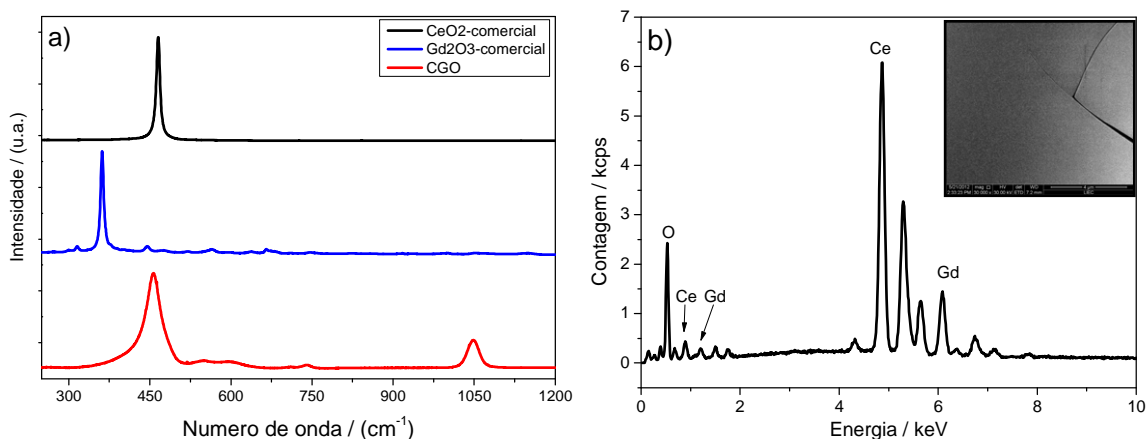 a)
CeO2-comercial
Gd2O3-comercial
CGO
Intensidade / (u.a.)
300 450 600 750 900 1050 1200
Numero de onda / (cm⁻¹)
b)
7
6
5
4
3
2
1
0
Contagem / kcps
Ce
O
Ce
Gd
Gd
0 2 4 6 8 10
Energia / keV